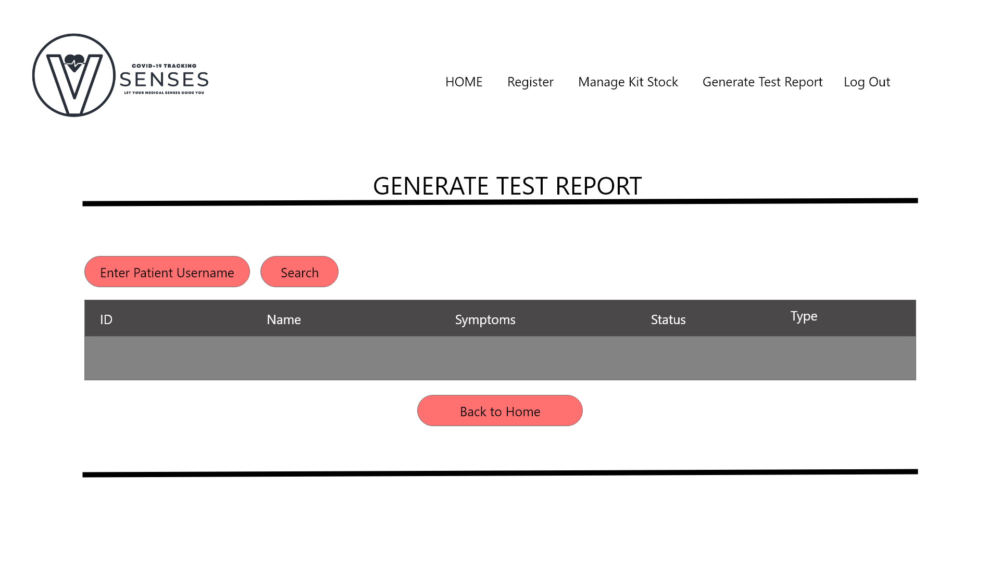 COVID-19 TRACKING
SENSES
LET YOUR MEDICAL SENSES GUIDE YOU
HOME Register Manage Kit Stock Generate Test Report Log Out
GENERATE TEST REPORT
Enter Patient Username Search
ID Name Symptoms Status Type
Back to Home